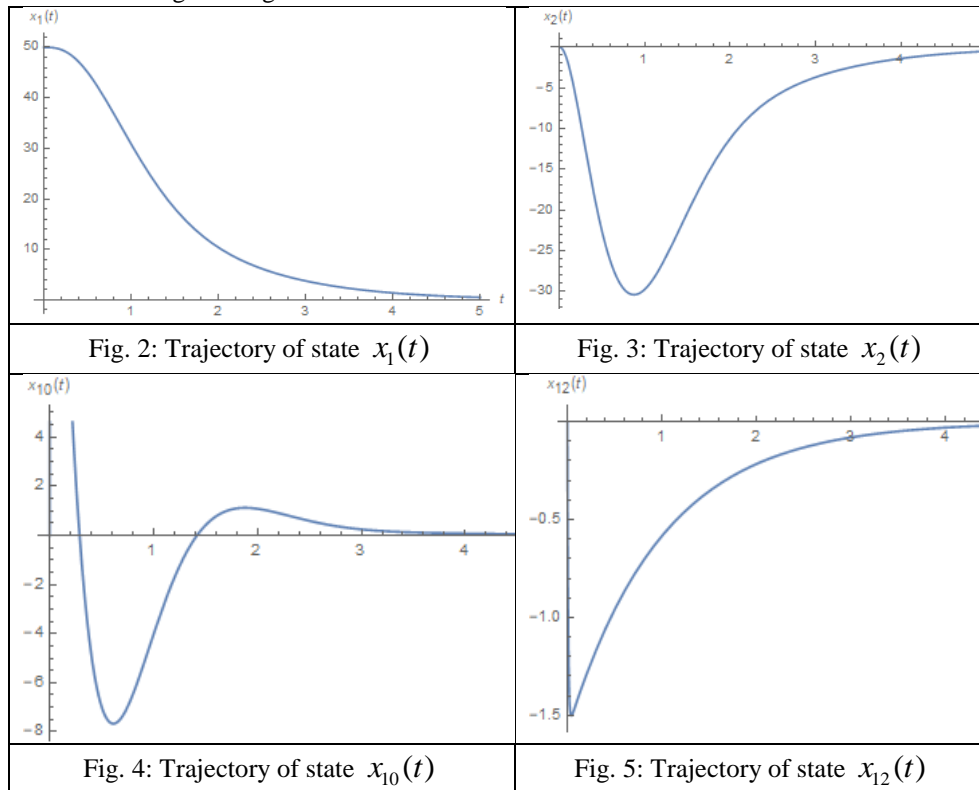 x₁(t)
50
40
30
20
10
1 2 3 4 5 t
Fig. 2: Trajectory of state x₁(t)
x₂(t)
1 2 3 4
−5
−10
−15
−20
−25
−30
Fig. 3: Trajectory of state x₂(t)
x₁₀(t)
4
2
1 2 3 4
−2
−4
−6
−8
Fig. 4: Trajectory of state x₁₀(t)
x₁₂(t)
1 2 3 4
−0.5
−1.0
−1.5
Fig. 5: Trajectory of state x₁₂(t)